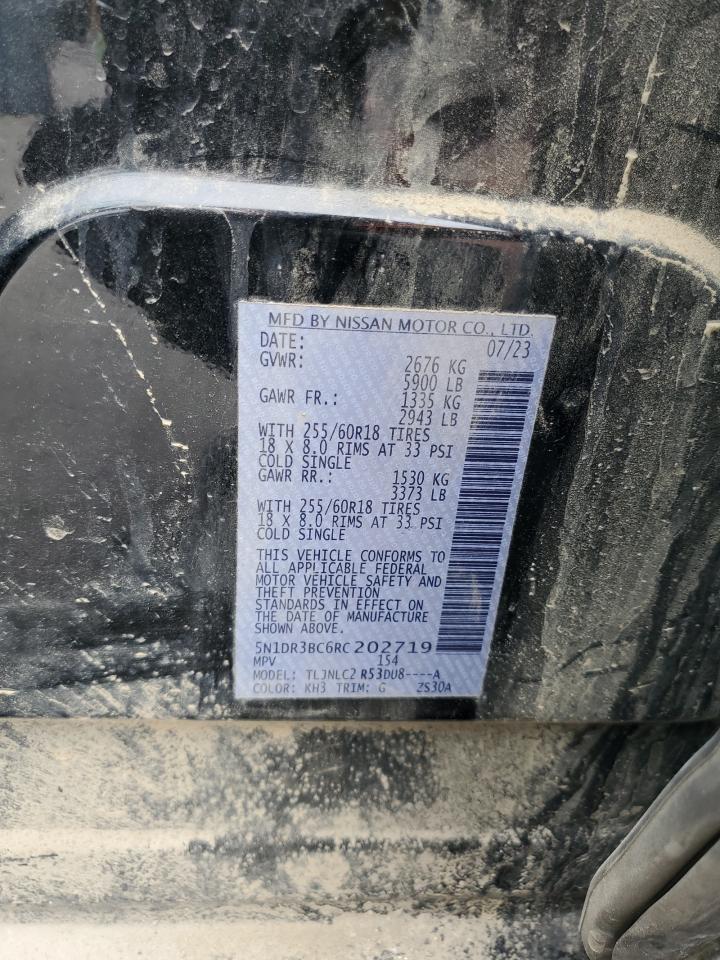 MFD BY NISSAN MOTOR CO., LTD.
DATE: 07/23
GVWR: 2676 KG
5900 LB
GAWR FR.: 1335 KG
2943 LB
WITH 255/60R18 TIRES
18 X 8.0 RIMS AT 33 PSI
COLD SINGLE
GAWR RR.: 1530 KG
3373 LB
WITH 255/60R18 TIRES
18 X 8.0 RIMS AT 33 PSI
COLD SINGLE
THIS VEHICLE CONFORMS TO
ALL APPLICABLE FEDERAL
MOTOR VEHICLE SAFETY AND
THEFT PREVENTION
STANDARDS IN EFFECT ON
THE DATE OF MANUFACTURE
SHOWN ABOVE.
5N1DR3BC6RC202719
MPV 154
MODEL: TLJNLC2 R53DU8----A
COLOR: KH3 TRIM: G ZS30A